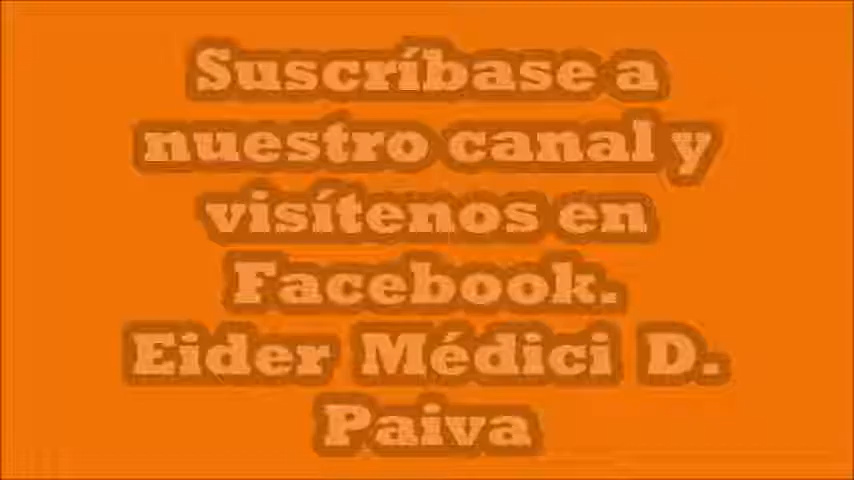 Suscríbase a
nuestro canal y
visítenos en
Facebook.
Eider Médici D.
Paiva